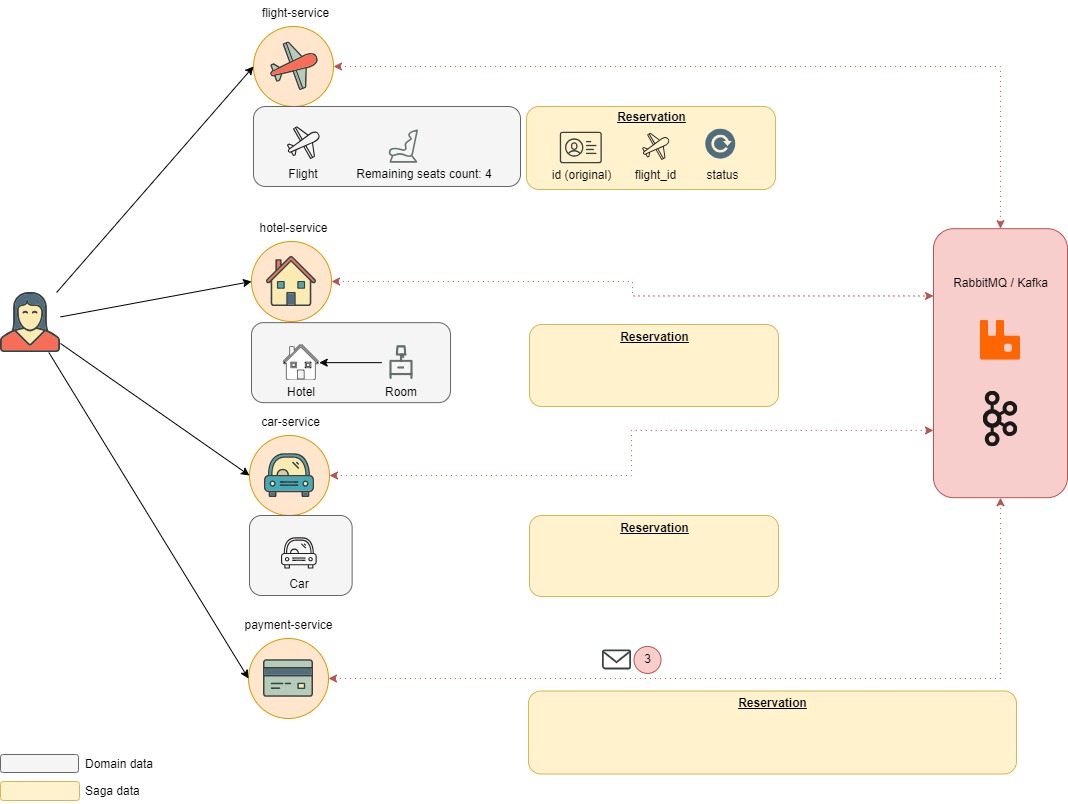 flight-service
Reservation
Flight
Remaining seats count: 4
id (original)
flight_id
status
hotel-service
RabbitMQ / Kafka
Reservation
Hotel
Room
car-service
Reservation
Car
payment-service
3
Reservation
Domain data
Saga data